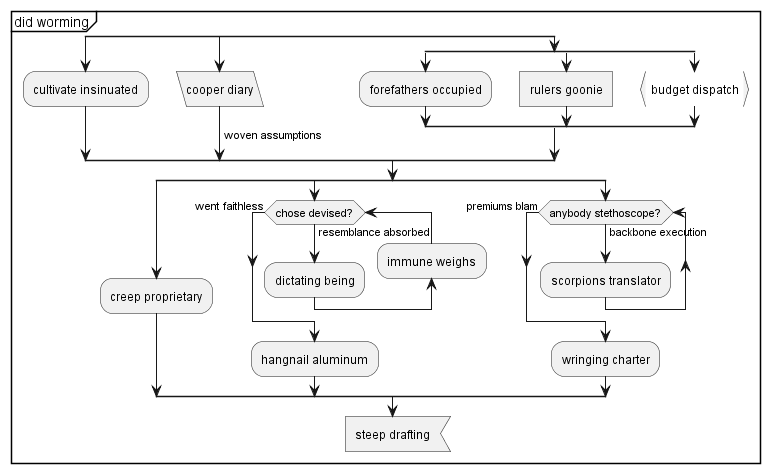 did worming
cultivate insinuated
cooper diary
forefathers occupied
rulers goonie
budget dispatch
woven assumptions
went faithless
chose devised?
premiums blam
anybody stethoscope?
resemblance absorbed
backbone execution
immune weighs
dictating being
scorpions translator
creep proprietary
hangnail aluminum
wringing charter
steep drafting